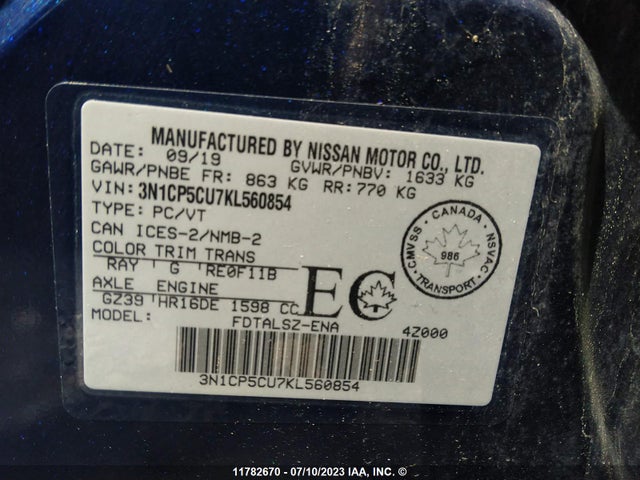 MANUFACTURED BY NISSAN MOTOR CO., LTD.
DATE: 09/19 GVWR/PNBV: 1633 KG
GAWR/PNBE FR: 863 KG RR: 770 KG
VIN: 3N1CP5CU7KL560854
TYPE: PC/VT
CAN ICES-2/NMB-2
COLOR TRIM TRANS
RAY G RE0F11B
AXLE ENGINE
GZ39 HR16DE 1598 CC
MODEL: FDTALSZ-ENA 4Z000
EC
CANADA
CMVSS NSVAC
986
TRANSPORT
3N1CP5CU7KL560854
11782670 - 07/10/2023 IAA, INC. ©